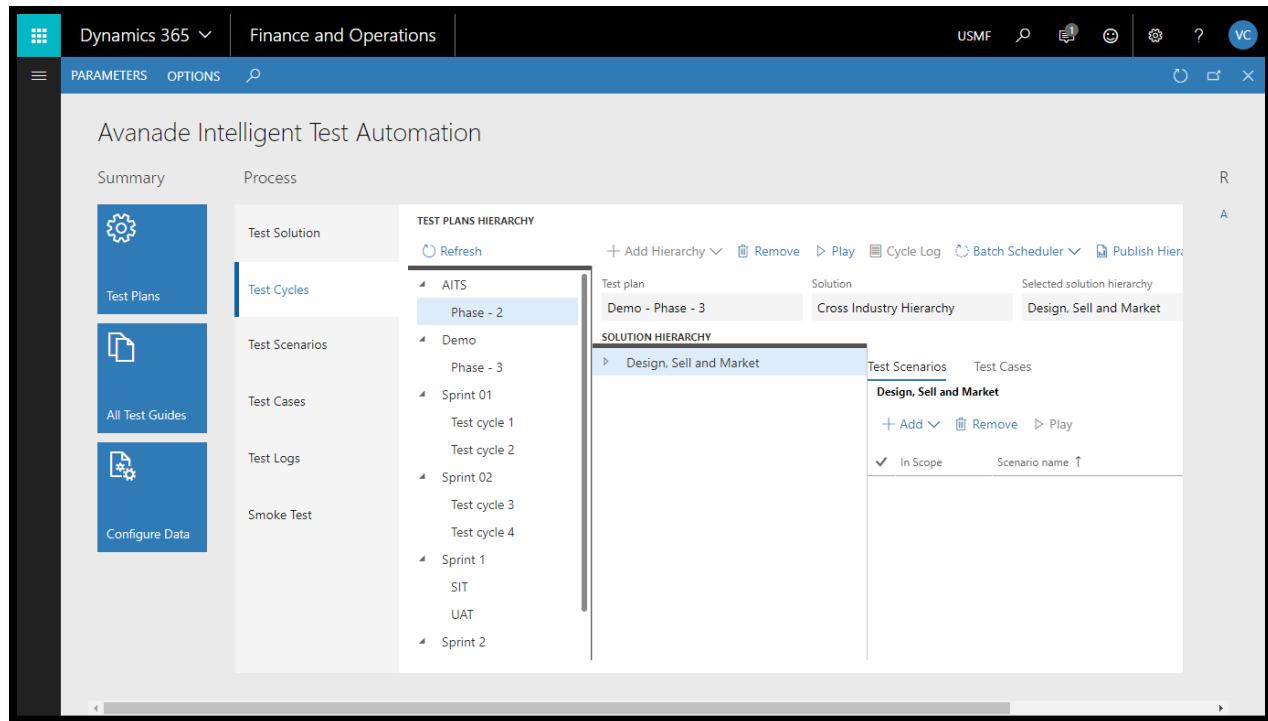 Dynamics 365 Finance and Operations USMF 1 ? VC
PARAMETERS OPTIONS
Avanade Intelligent Test Automation
Summary
Test Plans
All Test Guides
Configure Data
Process
Test Solution
Test Cycles
Test Scenarios
Test Cases
Test Logs
Smoke Test
TEST PLANS HIERARCHY
Refresh
AITS
Phase - 2
Demo
Phase - 3
Sprint 01
Test cycle 1
Test cycle 2
Sprint 02
Test cycle 3
Test cycle 4
Sprint 1
SIT
UAT
Sprint 2
Add Hierarchy Remove Play Cycle Log Batch Scheduler Publish Hier
Test plan Solution Selected solution hierarchy
Demo - Phase - 3 Cross Industry Hierarchy Design, Sell and Market
SOLUTION HIERARCHY
Design, Sell and Market
Test Scenarios Test Cases
Design, Sell and Market
Add Remove Play
In Scope Scenario name
R
A